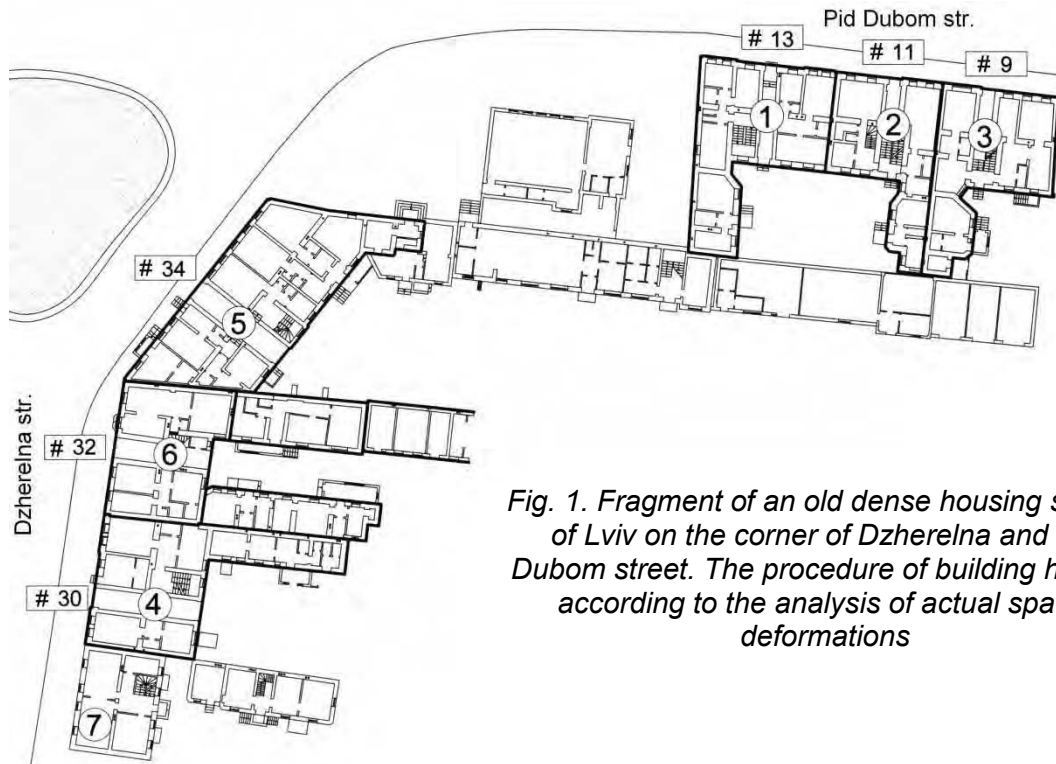 Pid Dubom str.
# 13
# 11
# 9
1
2
3
# 34
5
Dzherelna str.
# 32
6
# 30
4
7
Fig. 1. Fragment of an old dense housing
of Lviv on the corner of Dzherelna and
Dubom street. The procedure of building
according to the analysis of actual
deformations